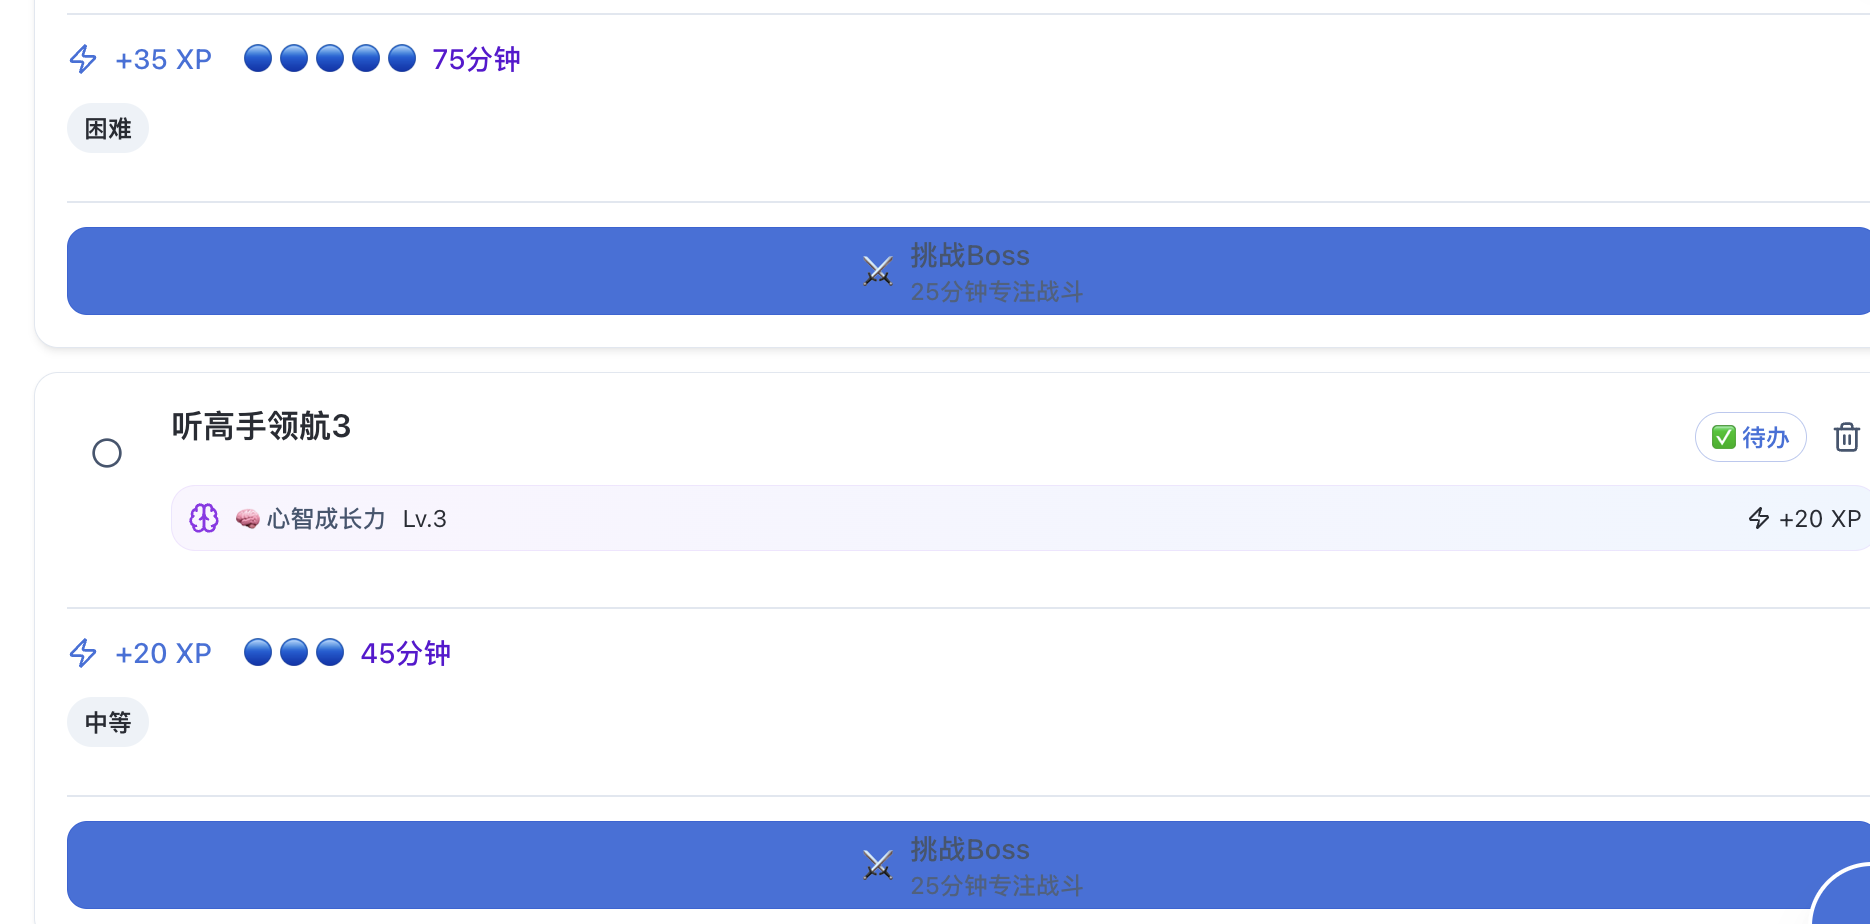 +35 XP 75分钟
困难
挑战Boss
25分钟专注战斗
听高手领航3
✅ 待办
🧠 心智成长力 Lv.3
+20 XP
+20 XP 45分钟
中等
挑战Boss
25分钟专注战斗